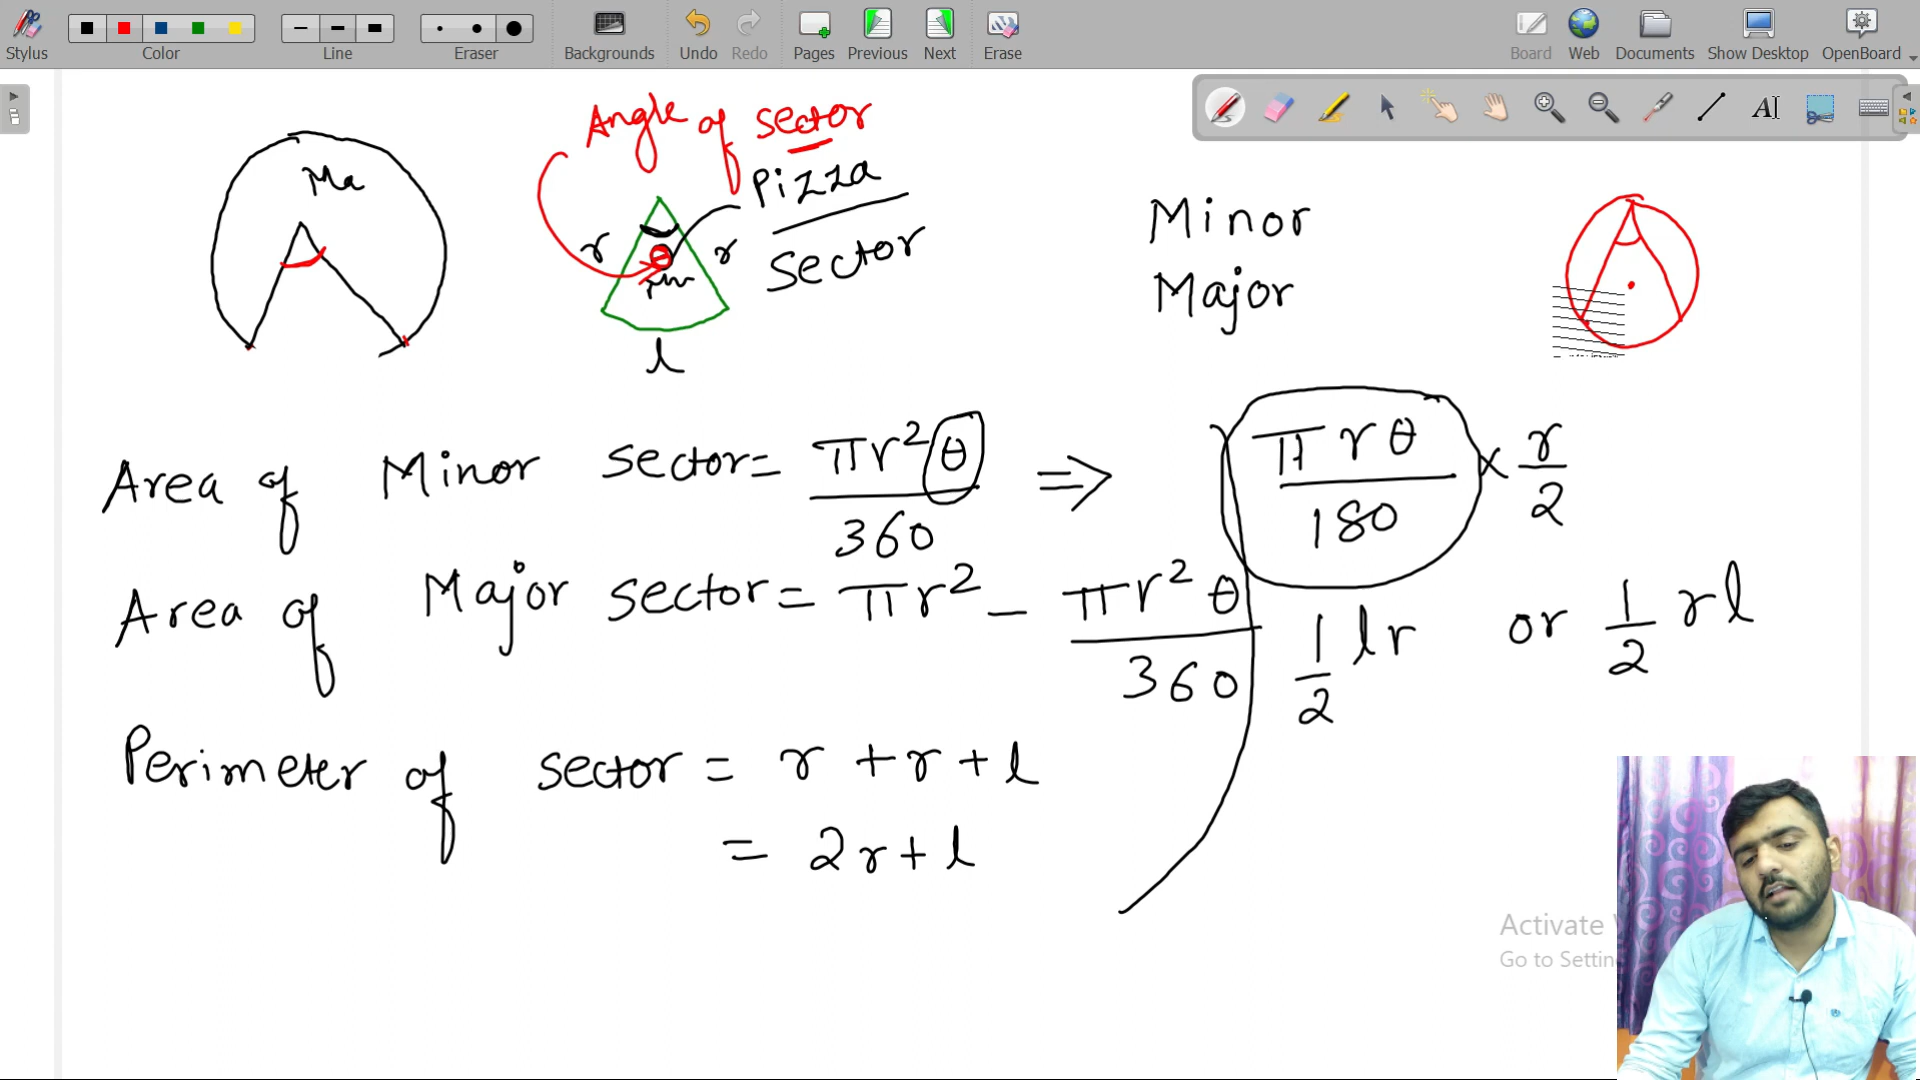 Stylus Color Line Eraser Backgrounds Undo Redo Pages Previous Next Erase Board Web Documents Show Desktop OpenBoard
Angle of sector
Pizza
Sector
Ma
r r
θ
l
Minor
Major
Area of Minor sector = πr²θ/360 ⇒ πrθ/180 × r/2
Area of Major sector = πr² - πr²θ/360
1/2 lr or 1/2 rl
Perimeter of sector = r + r + l
= 2r + l
Activate
Go to Settin